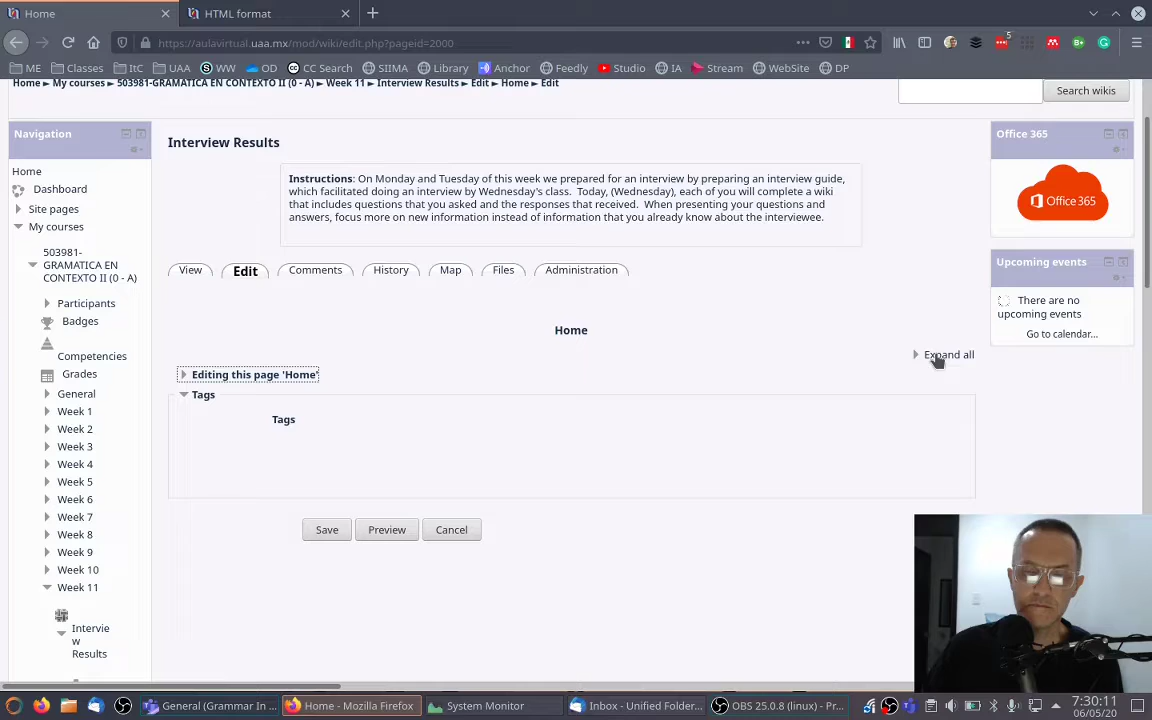 Home
HTML format
https://aulavirtual.uaa.mx/mod/wiki/edit.php?pageid=2000
5
ME Classes ItC UAA WW OD CC Search SIIMA Library Anchor Feedly Studio IA Stream WebSite DP
Home ► My courses ► 503981-GRAMATICA EN CONTEXTO II (0 - A) ► Week 11 ► Interview Results ► Edit ► Home ► Edit
Search wikis
Navigation
Home
Dashboard
Site pages
My courses
503981-
GRAMATICA EN
CONTEXTO II (0 - A)
Participants
Badges
Competencies
Grades
General
Week 1
Week 2
Week 3
Week 4
Week 5
Week 6
Week 7
Week 8
Week 9
Week 10
Week 11
Intervie
w
Results
Interview Results
Instructions: On Monday and Tuesday of this week we prepared for an interview by preparing an interview guide,
which facilitated doing an interview by Wednesday's class. Today, (Wednesday), each of you will complete a wiki
that includes questions that you asked and the responses that received. When presenting your questions and
answers, focus more on new information instead of information that you already know about the interviewee.
View Edit Comments History Map Files Administration
Home
Expand all
Editing this page 'Home'
Tags
Tags
Save Preview Cancel
Office 365
Office 365
Upcoming events
There are no
upcoming events
Go to calendar...
General (Grammar In ...
Home - Mozilla Firefox
System Monitor
Inbox - Unified Folder...
OBS 25.0.8 (linux) - Pr...
7:30:11
06/05/20